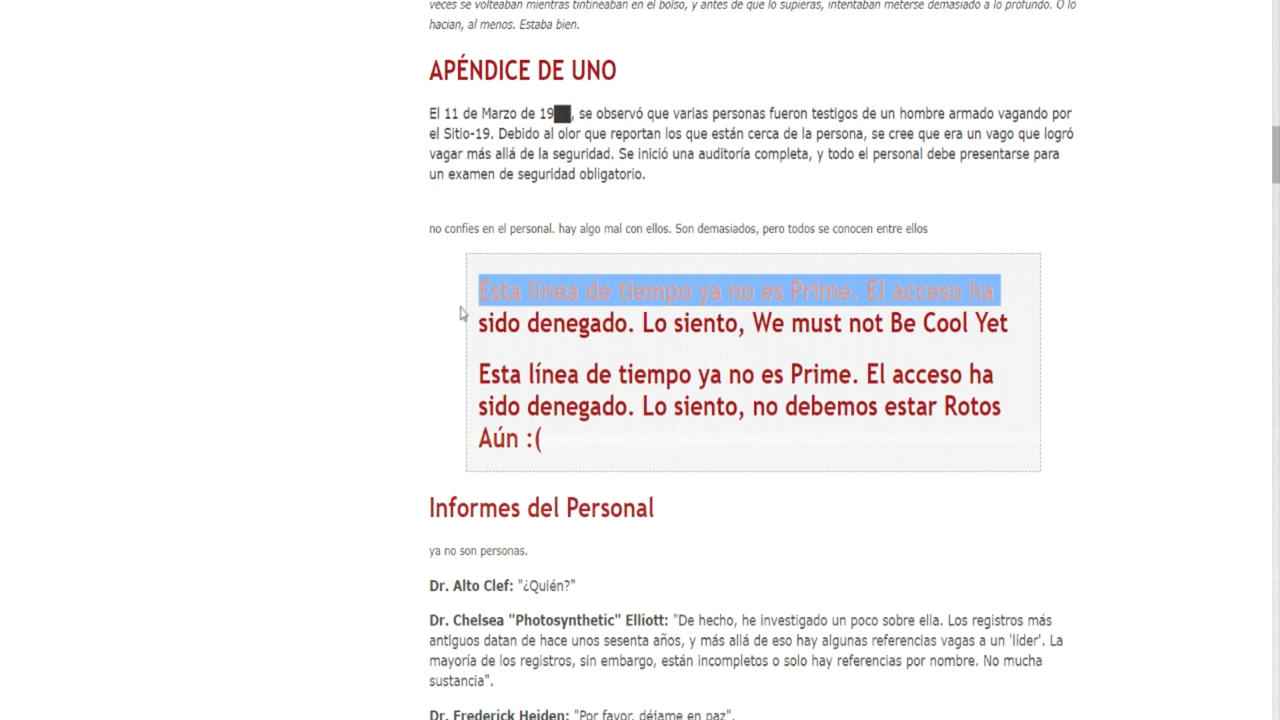 veces se volteaban mientras tintineaban en el bolso, y antes de que lo supieras, intentaban meterse demasiado a lo profundo. O lo
hacian, al menos. Estaba bien.
APÉNDICE DE UNO
El 11 de Marzo de 19██, se observó que varias personas fueron testigos de un hombre armado vagando por
el Sitio-19. Debido al olor que reportan los que están cerca de la persona, se cree que era un vago que logró
vagar más allá de la seguridad. Se inició una auditoría completa, y todo el personal debe presentarse para
un examen de seguridad obligatorio.
no confíes en el personal. hay algo mal con ellos. Son demasiados, pero todos se conocen entre ellos
Esta línea de tiempo ya no es Prime. El acceso ha
sido denegado. Lo siento, We must not Be Cool Yet
Esta línea de tiempo ya no es Prime. El acceso ha
sido denegado. Lo siento, no debemos estar Rotos
Aún :(
Informes del Personal
ya no son personas.
Dr. Alto Clef: "¿Quién?"
Dr. Chelsea "Photosynthetic" Elliott: "De hecho, he investigado un poco sobre ella. Los registros más
antiguos datan de hace unos sesenta años, y más allá de eso hay algunas referencias vagas a un 'líder'. La
mayoría de los registros, sin embargo, están incompletos o solo hay referencias por nombre. No mucha
sustancia".
Dr. Frederick Heiden: "Por favor, déjame en paz".